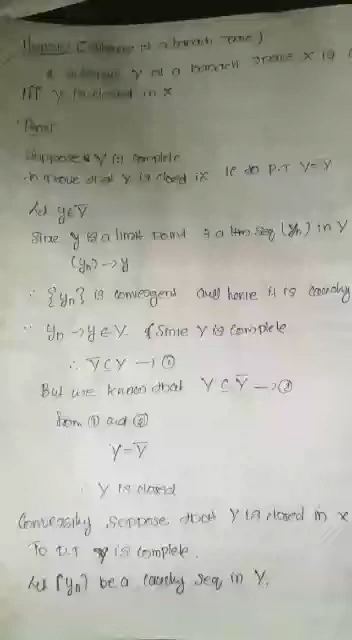 Theorem (Subspace of a banach space)
A subspace Y of a banach space X is
iff Y is closed in X
Proof
Suppose Y is complete
To prove that Y is closed ie to P.T Y = Y̅
Let y ∈ Y̅
Since y is a limit point ∃ a seq (yn) in Y
(yn) → y
∴ {yn} is convergent and hence it is cauchy
∵ yn → y ∈ Y. {Since Y is complete
∴ Y̅ ⊂ Y → ①
But we know that Y ⊆ Y̅ → ②
from ① and ②
Y = Y̅
∴ Y is closed
Conversely, suppose that Y is closed in X
To P.T Y is complete.
Let {yn} be a cauchy seq in Y.